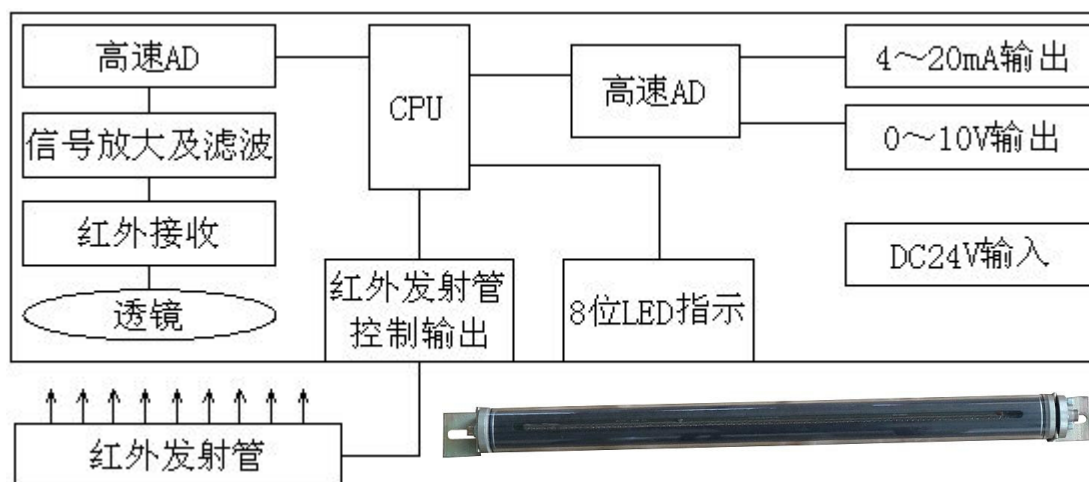 高速AD
CPU
高速AD
4～20mA输出
0～10V输出
信号放大及滤波
红外接收
透镜
红外发射管
控制输出
8位LED指示
DC24V输入
红外发射管